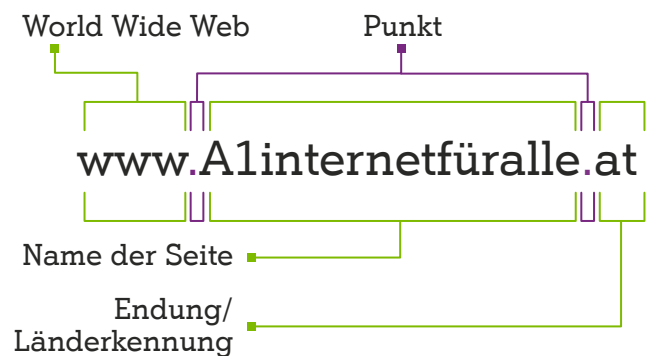 World Wide Web Punkt
www.A1internetfüralle.at
Name der Seite
Endung/
Länderkennung